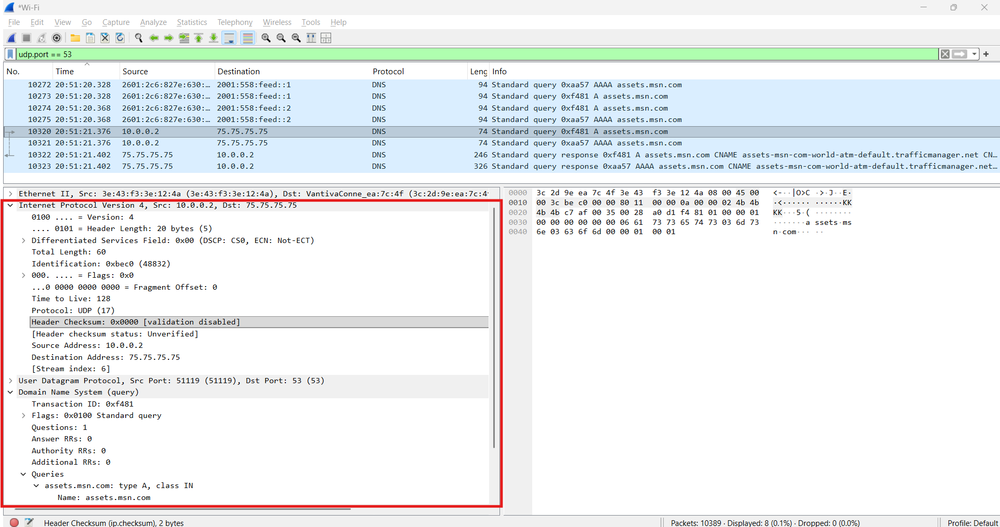 *Wi-Fi
File Edit View Go Capture Analyze Statistics Telephony Wireless Tools Help
udp.port == 53
No. Time Source Destination Protocol Leng Info
10272 20:51:20.328 2601:2c6:827e:630:… 2001:558:feed::1 DNS 94 Standard query 0xaa57 AAAA assets.msn.com
10273 20:51:20.328 2601:2c6:827e:630:… 2001:558:feed::1 DNS 94 Standard query 0xf481 A assets.msn.com
10274 20:51:20.368 2601:2c6:827e:630:… 2001:558:feed::2 DNS 94 Standard query 0xf481 A assets.msn.com
10275 20:51:20.368 2601:2c6:827e:630:… 2001:558:feed::2 DNS 94 Standard query 0xaa57 AAAA assets.msn.com
10320 20:51:21.376 10.0.0.2 75.75.75.75 DNS 74 Standard query 0xf481 A assets.msn.com
10321 20:51:21.376 10.0.0.2 75.75.75.75 DNS 74 Standard query 0xaa57 AAAA assets.msn.com
10322 20:51:21.402 75.75.75.75 10.0.0.2 DNS 246 Standard query response 0xf481 A assets.msn.com CNAME assets-msn-com-world-atm-default.trafficmanager.net CN…
10323 20:51:21.402 75.75.75.75 10.0.0.2 DNS 326 Standard query response 0xaa57 AAAA assets.msn.com CNAME assets-msn-com-world-atm-default.trafficmanager.net…
Ethernet II, Src: 3e:43:f3:3e:12:4a (3e:43:f3:3e:12:4a), Dst: VantivaConne_ea:7c:4f (3c:2d:9e:ea:7c:4
Internet Protocol Version 4, Src: 10.0.0.2, Dst: 75.75.75.75
0100 .... = Version: 4
.... 0101 = Header Length: 20 bytes (5)
Differentiated Services Field: 0x00 (DSCP: CS0, ECN: Not-ECT)
Total Length: 60
Identification: 0xbec0 (48832)
000. .... = Flags: 0x0
...0 0000 0000 0000 = Fragment Offset: 0
Time to Live: 128
Protocol: UDP (17)
Header Checksum: 0x0000 [validation disabled]
[Header checksum status: Unverified]
Source Address: 10.0.0.2
Destination Address: 75.75.75.75
[Stream index: 6]
User Datagram Protocol, Src Port: 51119 (51119), Dst Port: 53 (53)
Domain Name System (query)
Transaction ID: 0xf481
Flags: 0x0100 Standard query
Questions: 1
Answer RRs: 0
Authority RRs: 0
Additional RRs: 0
Queries
assets.msn.com: type A, class IN
Name: assets.msn.com
0000 3c 2d 9e ea 7c 4f 3e 43 f3 3e 12 4a 08 00 45 00 <-··|O>C ·>·J··E·
0010 00 3c be c0 00 00 80 11 00 00 0a 00 00 02 4b 4b ·<······ ······KK
0020 4b 4b c7 af 00 35 00 28 a0 d1 f4 81 01 00 00 01 KK···5·( ········
0030 00 00 00 00 00 00 06 61 73 73 65 74 73 03 6d 73 ·······a ssets·ms
0040 6e 03 63 6f 6d 00 00 01 00 01 n·com··· ··
Header Checksum (ip.checksum), 2 bytes
Packets: 10389 · Displayed: 8 (0.1%) · Dropped: 0 (0.0%)
Profile: Default